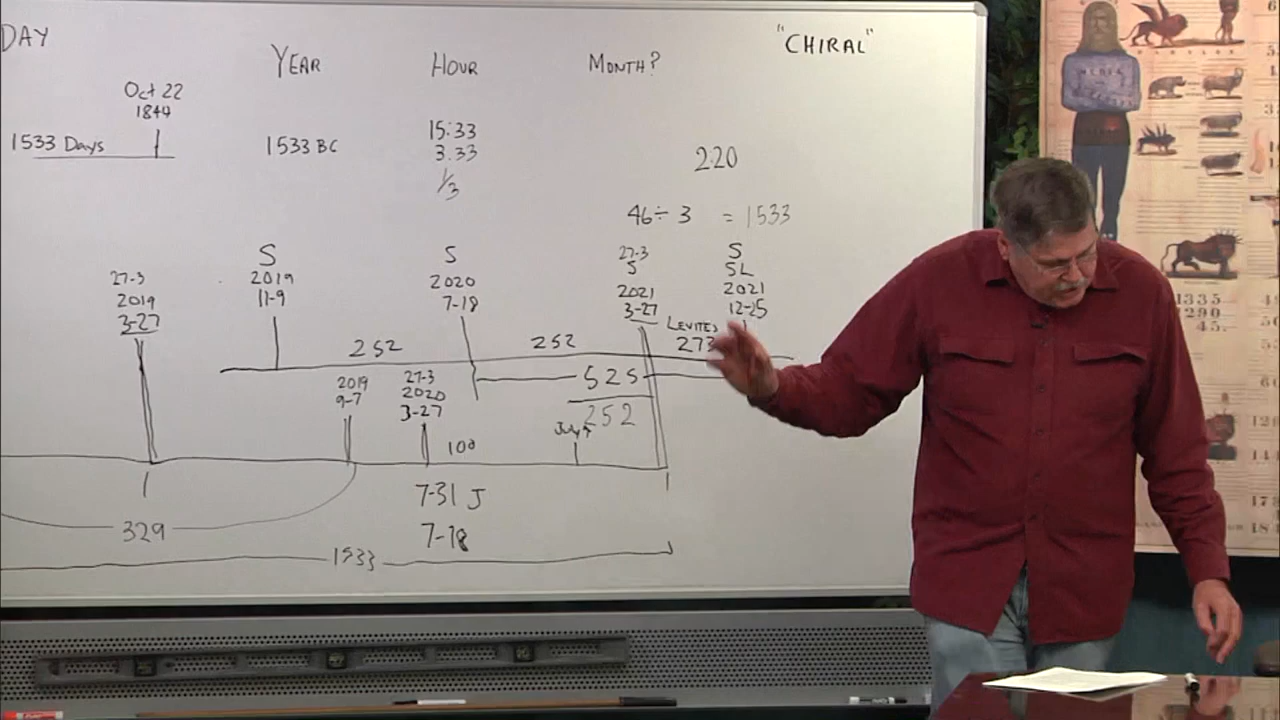 DAY
YEAR
HOUR
MONTH?
"CHIRAL"
Oct 22
1844
1533 Days
1533 BC
15:33
3.33
1/3
220
46 ÷ 3 = 1533
27-3
2019
3-27
S
2019
11-9
S
2020
7-18
27-3
S
2021
3-27
S
SL
2021
12-25
LEVITES
273
252
252
525
252
2019
9-7
27-3
2020
3-27
100
7-31 J
7-18
329
1533
1335
1290
45.